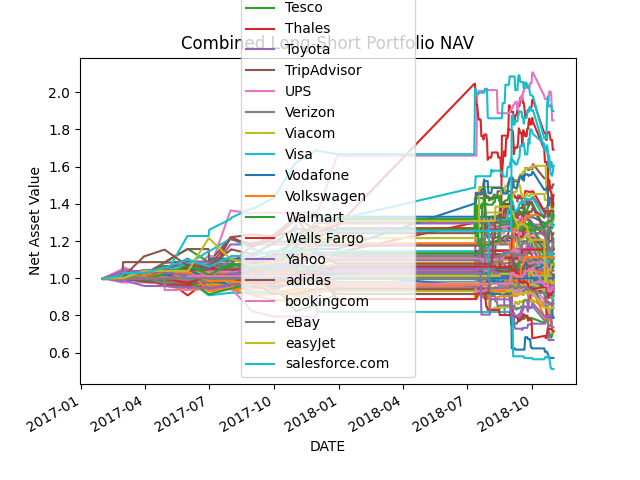 Tesco
Thales
Combined Long-Short Portfolio NAV
Toyota
TripAdvisor
UPS
Verizon
Viacom
Visa
Vodafone
Volkswagen
Walmart
Wells Fargo
Yahoo
adidas
bookingcom
eBay
easyJet
salesforce.com
Net Asset Value
2.0
1.8
1.6
1.4
1.2
1.0
0.8
0.6
2017-01
2017-04
2017-07
2017-10
2018-01
2018-04
2018-07
2018-10
DATE